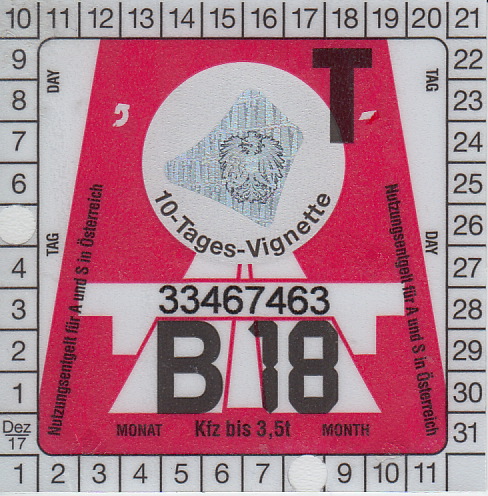 10 11 12 13 14 15 16 17 18 19 20 21
9 22
8 23
7 24
6 25
26
4 27
3 28
2 29
1 30
Dez 17 31
1 2 3 4 5 6 7 9 10 11
DAY
TAG
T
10-Tages-Vignette
TAG
DAY
Nutzungsentgelt für A und S in Österreich
Nutzungsentgelt für A und S in Österreich
33467463
B 18
MONAT Kfz bis 3,5t MONTH